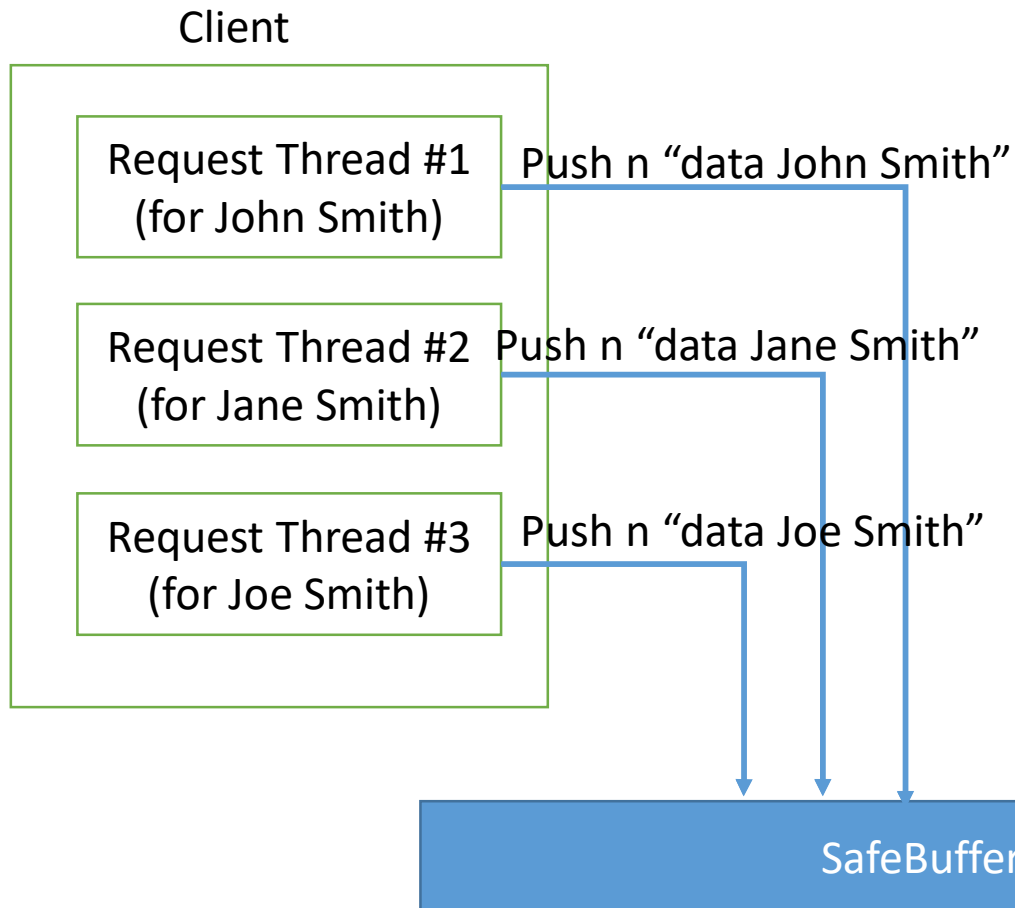 Client
Request Thread #1
(for John Smith)
Push n “data John Smith”
Request Thread #2
(for Jane Smith)
Push n “data Jane Smith”
Request Thread #3
(for Joe Smith)
Push n “data Joe Smith”
SafeBuffer